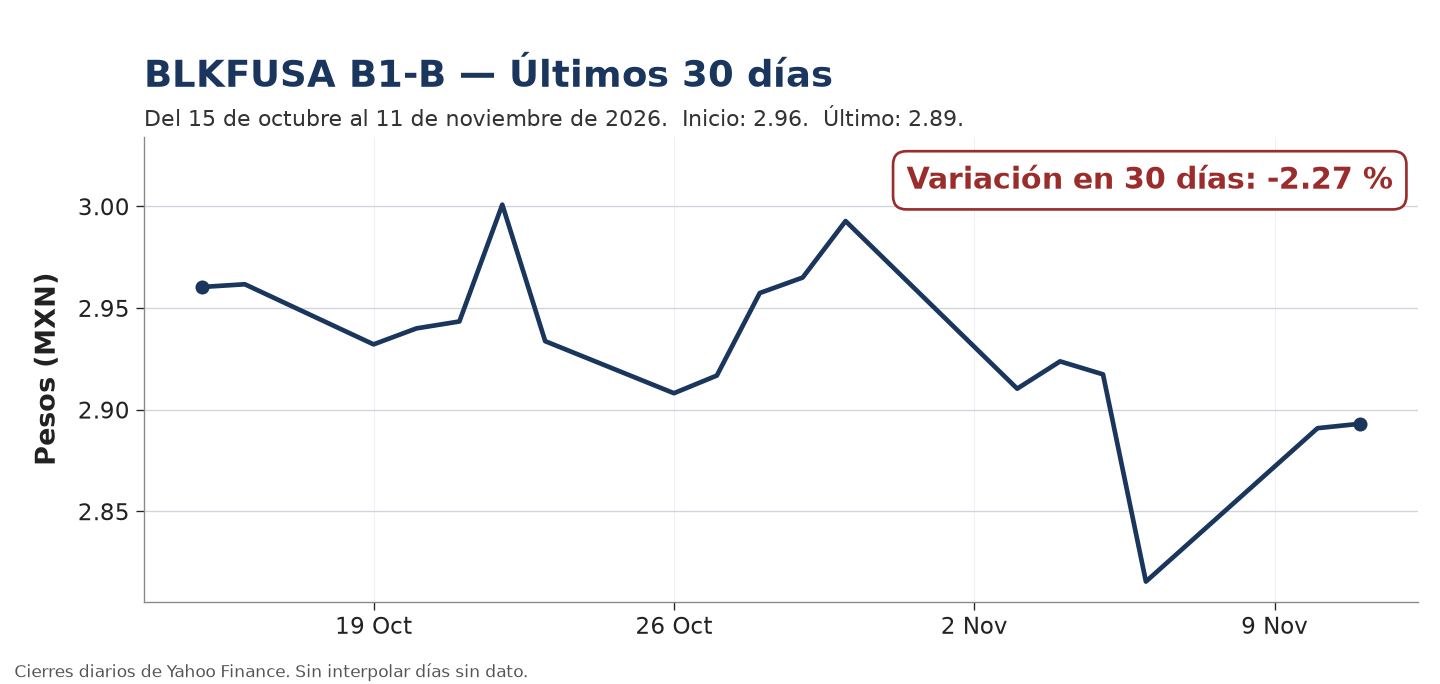 BLKFUSA B1-B — Últimos 30 días
Del 15 de octubre al 11 de noviembre de 2026.  Inicio: 2.96.  Último: 2.89.
Variación en 30 días: -2.27 %
Pesos (MXN)
3.00
2.95
2.90
2.85
19 Oct
26 Oct
2 Nov
9 Nov
Cierres diarios de Yahoo Finance. Sin interpolar días sin dato.